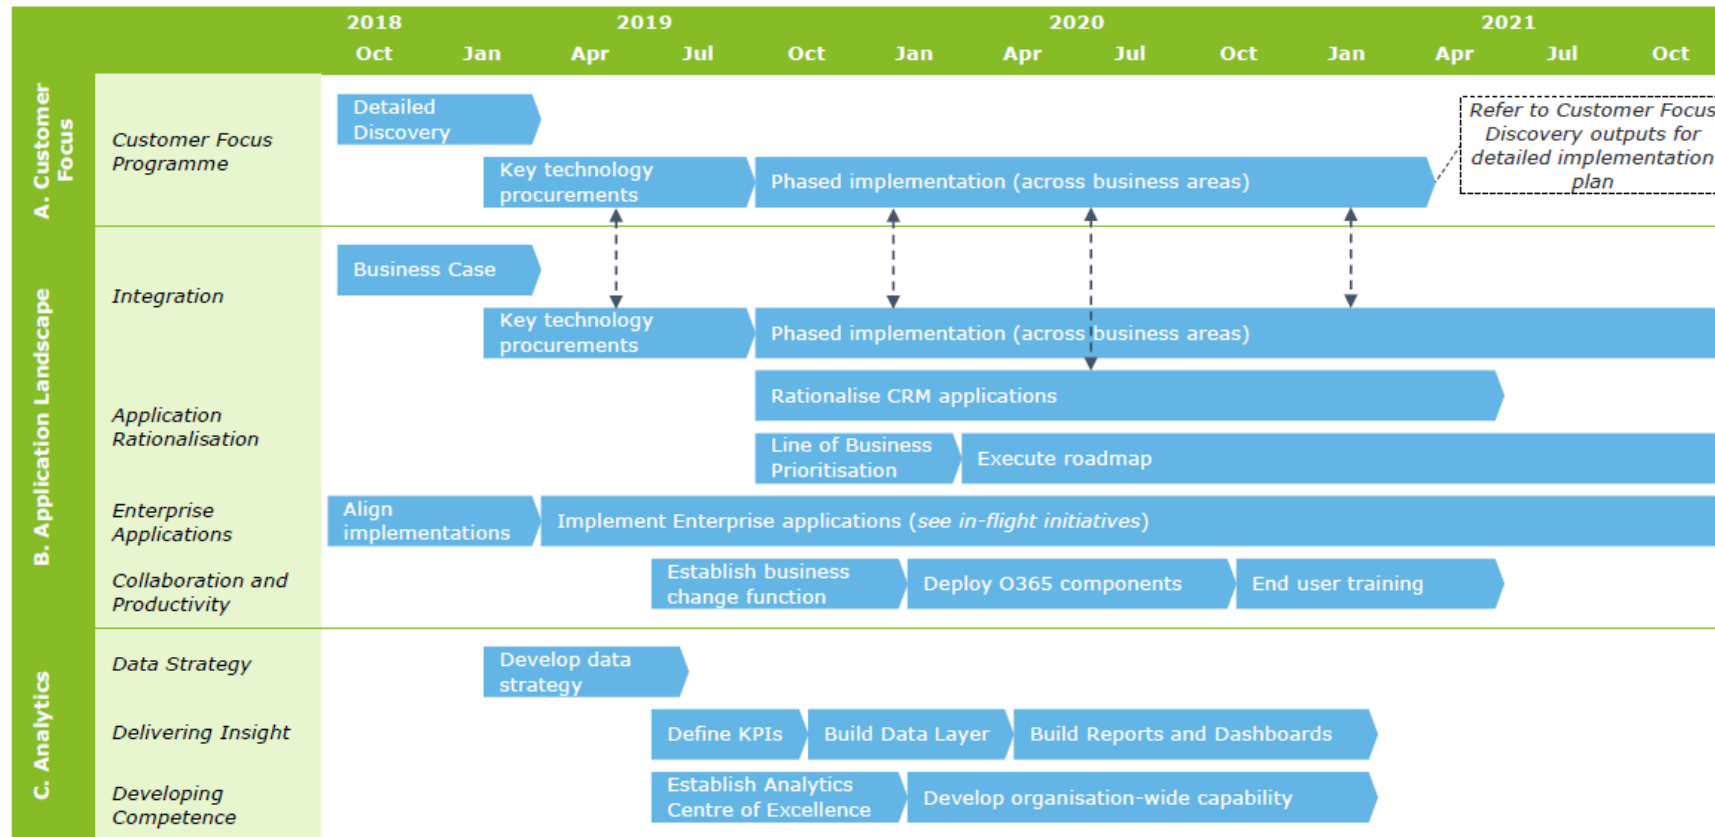 2018 2019 2020 2021
Oct Jan Apr Jul Oct Jan Apr Jul Oct Jan Apr Jul Oct
A. Customer
Focus
Customer Focus
Programme
Detailed
Discovery
Key technology
procurements
Phased implementation (across business areas)
Refer to Customer Focus
Discovery outputs for
detailed implementation
plan
B. Application Landscape
Integration
Business Case
Key technology
procurements
Phased implementation (across business areas)
Application
Rationalisation
Rationalise CRM applications
Line of Business
Prioritisation
Execute roadmap
Enterprise
Applications
Align
implementations
Implement Enterprise applications (see in-flight initiatives)
Collaboration and
Productivity
Establish business
change function
Deploy O365 components
End user training
C. Analytics
Data Strategy
Develop data
strategy
Delivering Insight
Define KPIs
Build Data Layer
Build Reports and Dashboards
Developing
Competence
Establish Analytics
Centre of Excellence
Develop organisation-wide capability